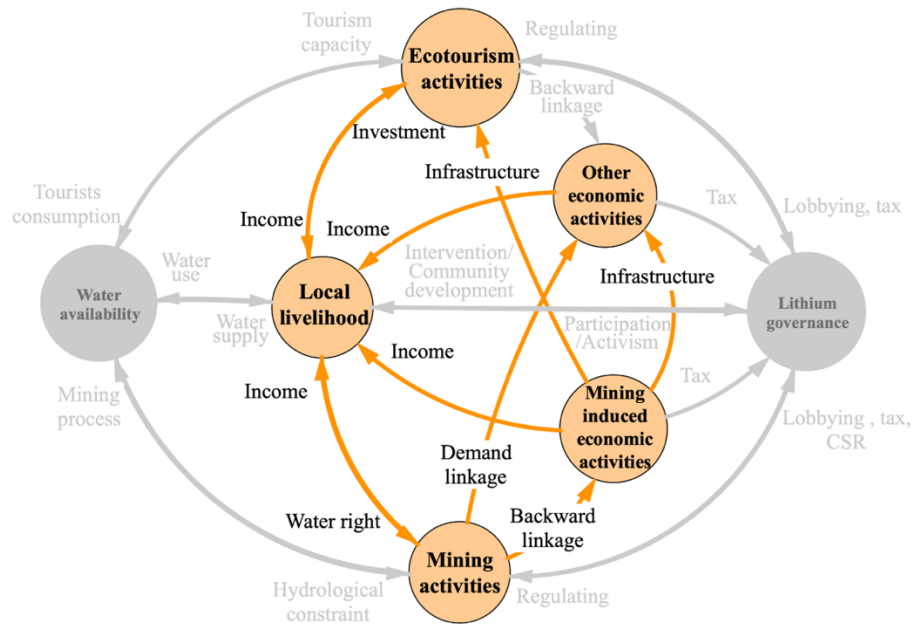 Tourism
capacity
Regulating
Ecotourism
activities
Backward
linkage
Investment
Infrastructure
Other
economic
activities
Tax
Tourists
consumption
Income
Income
Lobbying, tax
Water
use
Intervention/
Community
development
Infrastructure
Water
availability
Local
livelihood
Lithium
governance
Water
supply
Participation
/Activism
Income
Income
Tax
Mining
process
Mining
induced
economic
activities
Lobbying , tax,
CSR
Demand
linkage
Water right
Backward
linkage
Mining
activities
Hydrological
constraint
Regulating